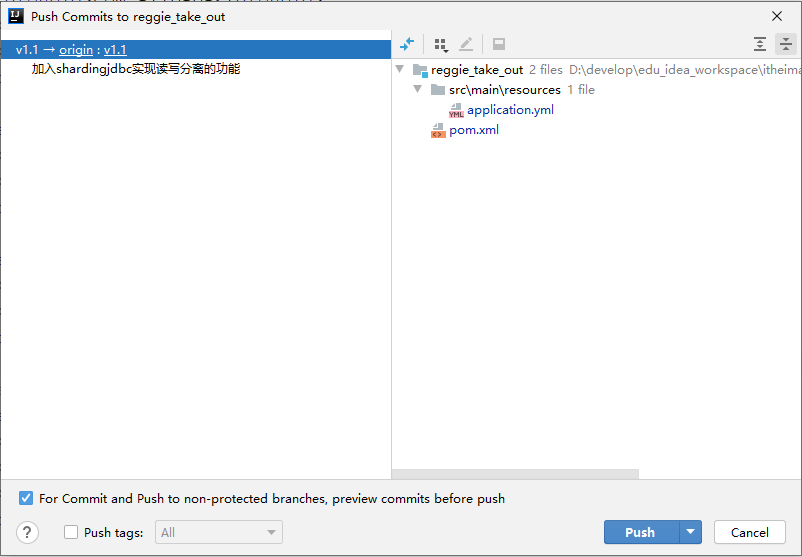 Push Commits to reggie_take_out
v1.1 → origin : v1.1
加入shardingjdbc实现读写分离的功能
reggie_take_out 2 files D:\develop\edu_idea_workspace\itheima
src\main\resources 1 file
application.yml
pom.xml
For Commit and Push to non-protected branches, preview commits before push
? Push tags: All
Push
Cancel